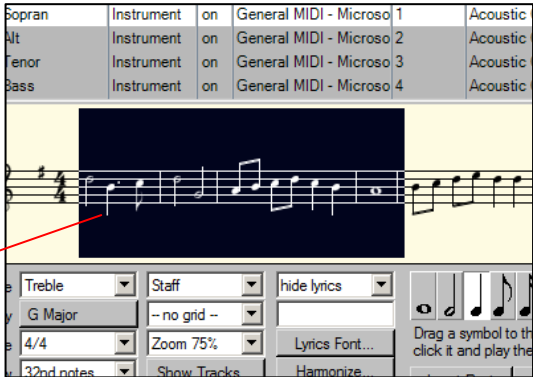 Sopran Instrument on General MIDI - Microso 1 Acoustic
Alt Instrument on General MIDI - Microso 2 Acoustic
Tenor Instrument on General MIDI - Microso 3 Acoustic
Bass Instrument on General MIDI - Microso 4 Acoustic
4
4
Treble Staff hide lyrics
G Major -- no grid --
4/4 Zoom 75% Lyrics Font...
32nd notes Show Tracks Harmonize...
Drag a symbol to th
click it and play the